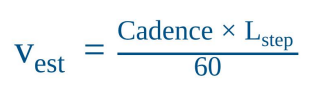 v_est = (Cadence × L_step) / 60